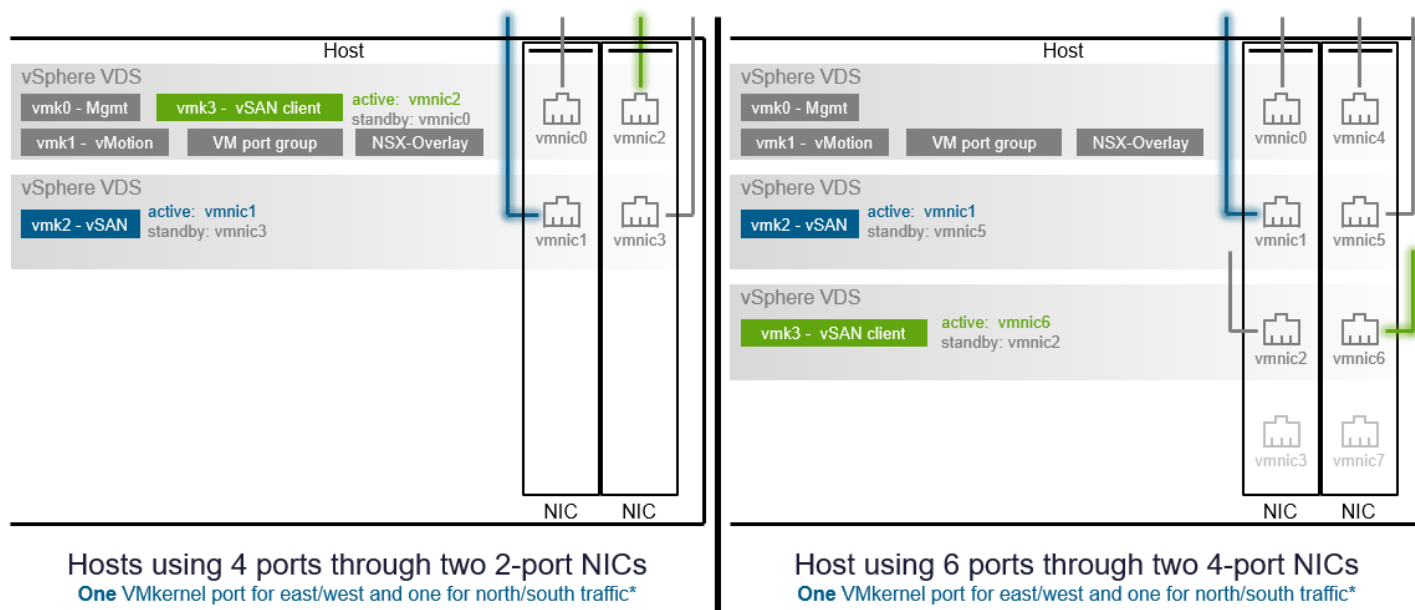 Host
vSphere VDS
vmk0 - Mgmt
vmk3 - vSAN client
active: vmnic2
standby: vmnic0
vmk1 - vMotion
VM port group
NSX-Overlay
vmnic0
vmnic2
vSphere VDS
vmk2 - vSAN
active: vmnic1
standby: vmnic3
vmnic1
vmnic3
NIC
NIC
Hosts using 4 ports through two 2-port NICs
One VMkernel port for east/west and one for north/south traffic*
Host
vSphere VDS
vmk0 - Mgmt
vmk1 - vMotion
VM port group
NSX-Overlay
vmnic0
vmnic4
vSphere VDS
vmk2 - vSAN
active: vmnic1
standby: vmnic5
vmnic1
vmnic5
vSphere VDS
vmk3 - vSAN client
active: vmnic6
standby: vmnic2
vmnic2
vmnic6
vmnic3
vmnic7
NIC
NIC
Host using 6 ports through two 4-port NICs
One VMkernel port for east/west and one for north/south traffic*